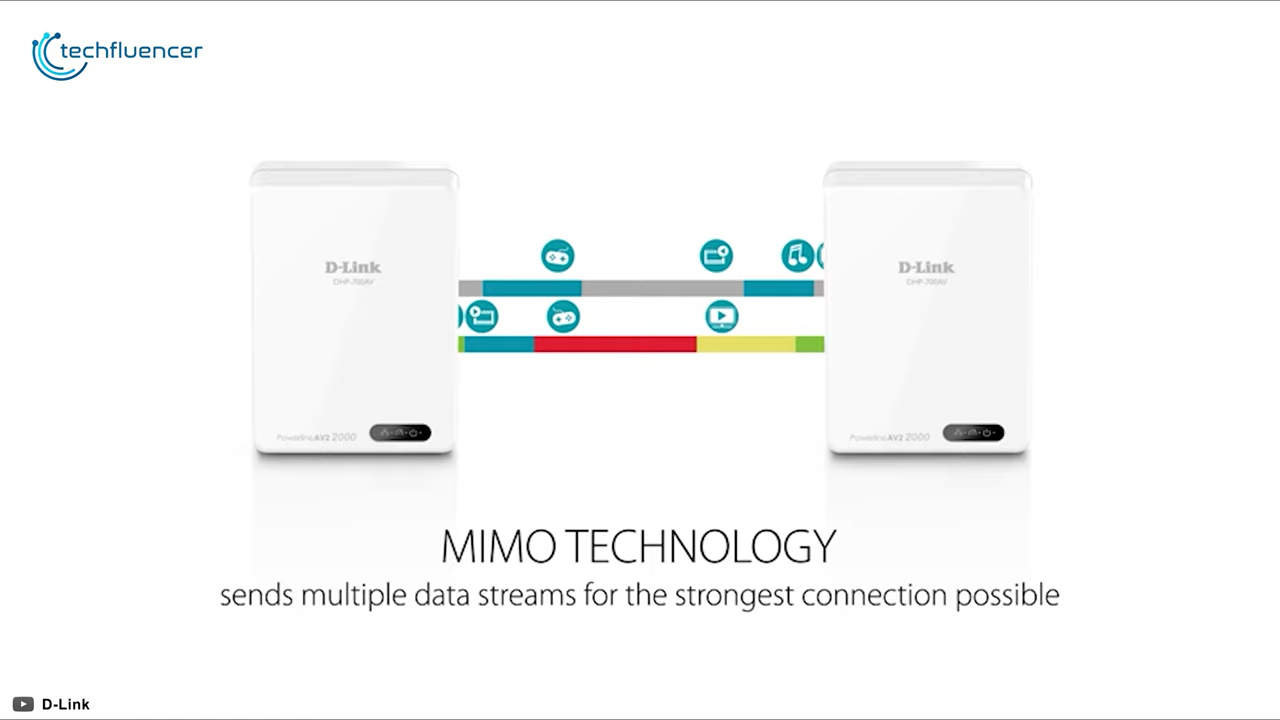 techfluencer
D-Link
DHP-700AV
D-Link
DHP-700AV
PowerlineAV2 2000
PowerlineAV2 2000
MIMO TECHNOLOGY
sends multiple data streams for the strongest connection possible
D-Link